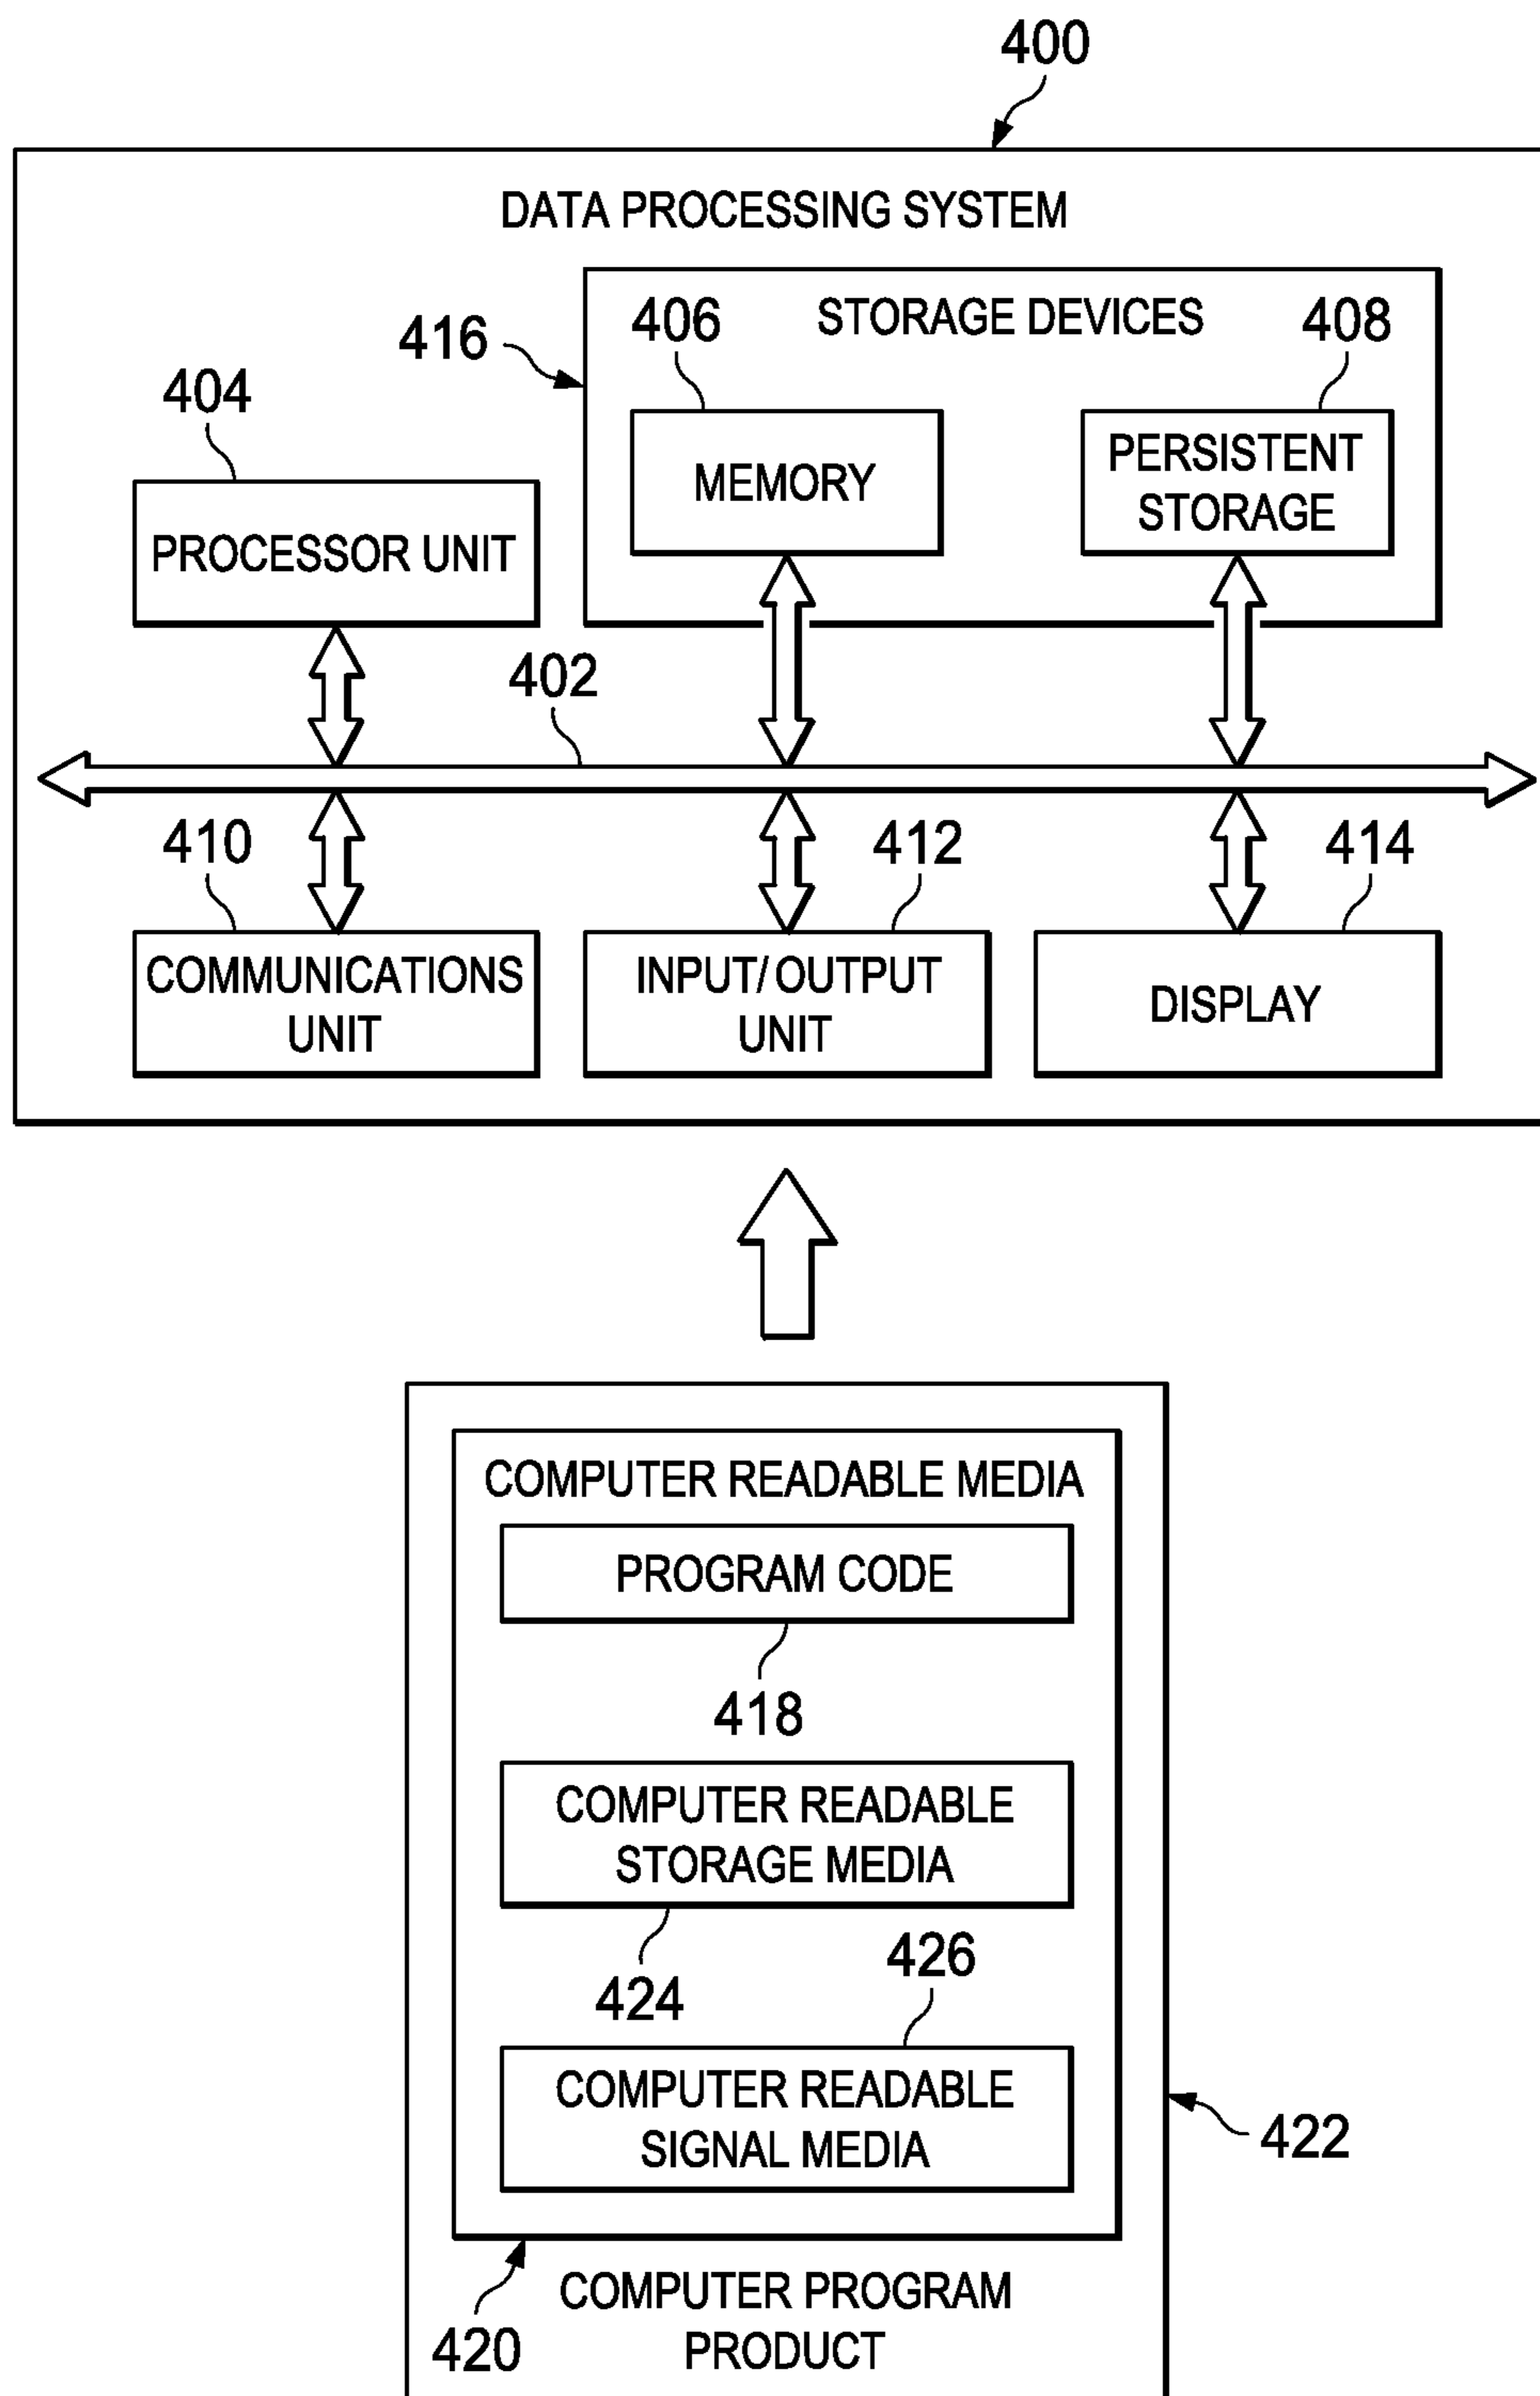 400
DATA PROCESSING SYSTEM
416
406
STORAGE DEVICES
408
404
MEMORY
PERSISTENT
STORAGE
PROCESSOR UNIT
402
410
412
414
COMMUNICATIONS
UNIT
INPUT/OUTPUT
UNIT
DISPLAY
COMPUTER READABLE MEDIA
PROGRAM CODE
418
COMPUTER READABLE
STORAGE MEDIA
424
426
COMPUTER READABLE
SIGNAL MEDIA
422
420
COMPUTER PROGRAM
PRODUCT